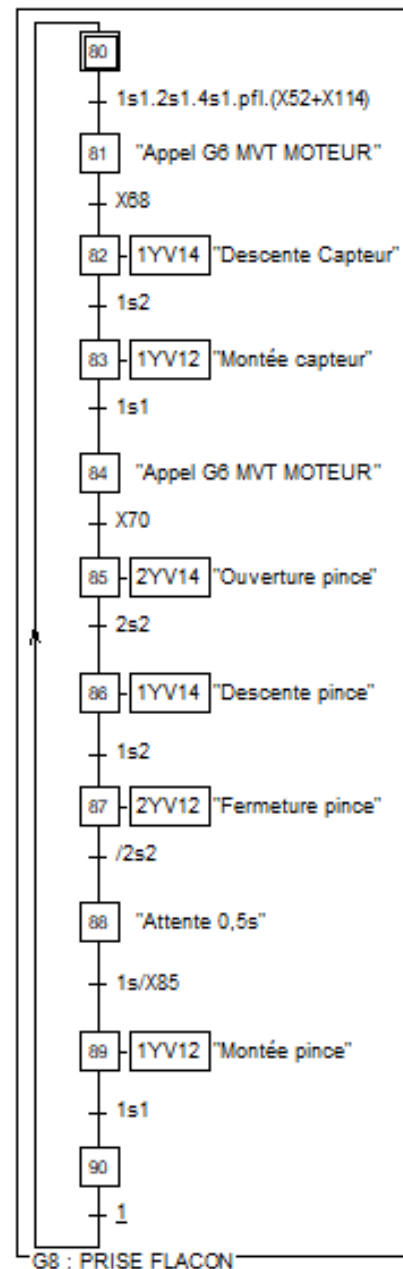 80
1s1.2s1.4s1.pfl.(X52+X114)
81 "Appel G6 MVT MOTEUR"
X68
82 1YV14 "Descente Capteur"
1s2
83 1YV12 "Montée capteur"
1s1
84 "Appel G6 MVT MOTEUR"
X70
85 2YV14 "Ouverture pince"
2s2
86 1YV14 "Descente pince"
1s2
87 2YV12 "Fermeture pince"
/2s2
88 "Attente 0,5s"
1s/X85
89 1YV12 "Montée pince"
1s1
90
1
G8 : PRISE FLACON